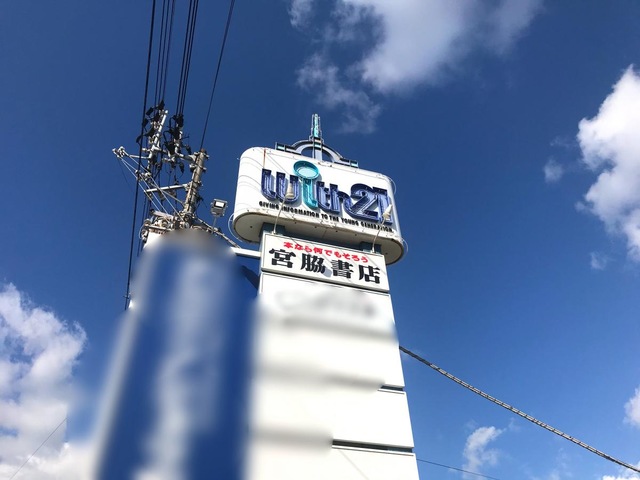 with21
GIVING INFORMATION TO THE YOUNG GENERATION
本なら何でもそろう
宮脇書店